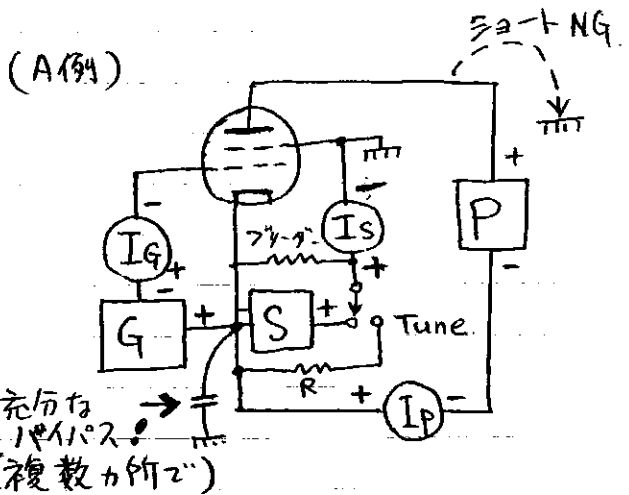 ショートNG
(A例)
+
P
-
-
IG
+
-
G
+
ブリーダー
IS
-
+
S
+
Tune
R
+
IP
-
充分な
バイパス!
(複数ヵ所で)